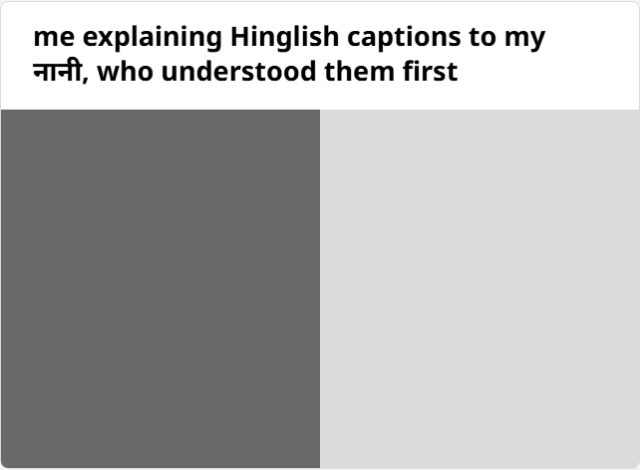 me explaining Hinglish captions to my
नानी, who understood them first